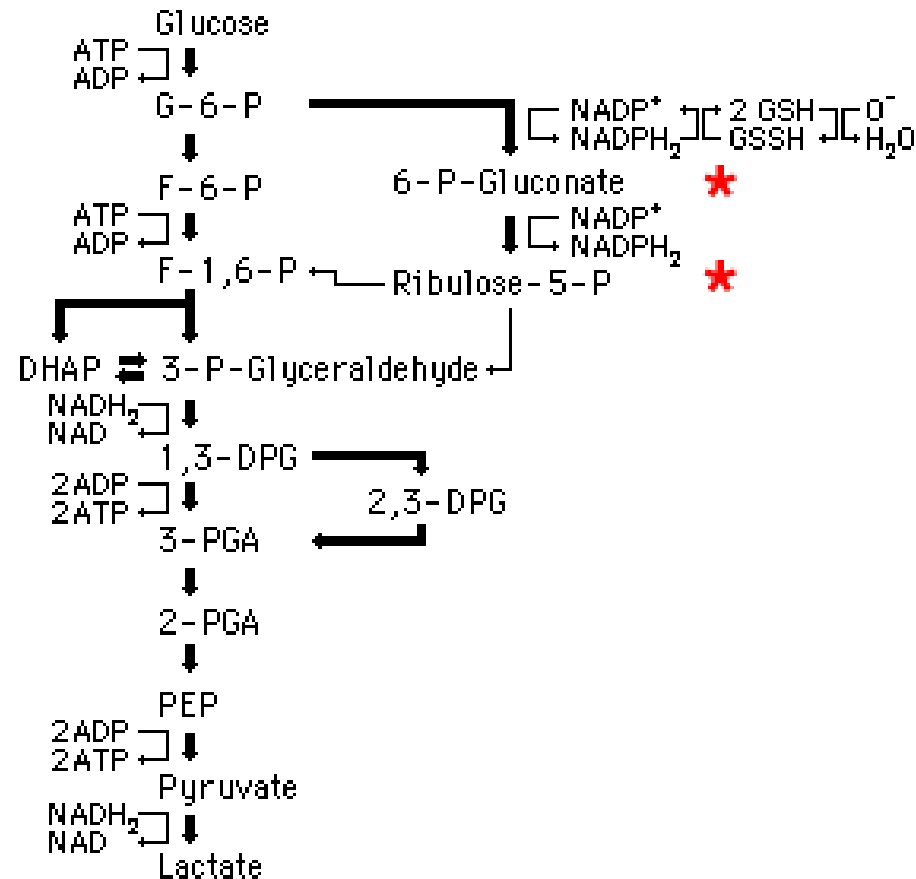 Glucose
ATP
ADP
G-6-P
NADP⁺ 2 GSH O⁻
NADPH₂ GSSH H₂O
F-6-P 6-P-Gluconate *
ATP NADP⁺
ADP NADPH₂
F-1,6-P Ribulose-5-P *
DHAP 3-P-Glyceraldehyde
NADH₂
NAD
1,3-DPG
2ADP
2ATP 2,3-DPG
3-PGA
2-PGA
PEP
2ADP
2ATP
Pyruvate
NADH₂
NAD
Lactate